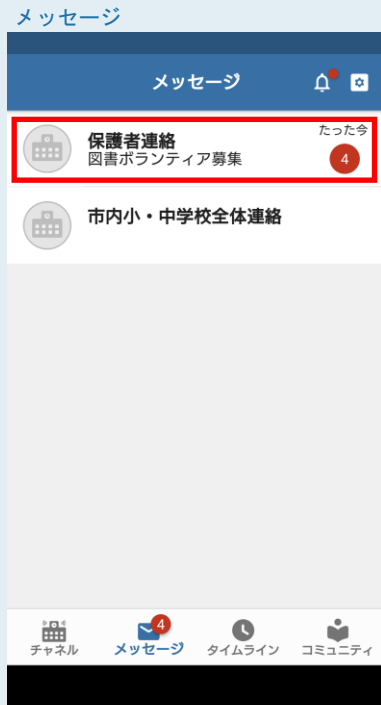 メッセージ
メッセージ
たった今
保護者連絡
図書ボランティア募集
4
市内小・中学校全体連絡
4
チャネル
メッセージ
タイムライン
コミュニティ